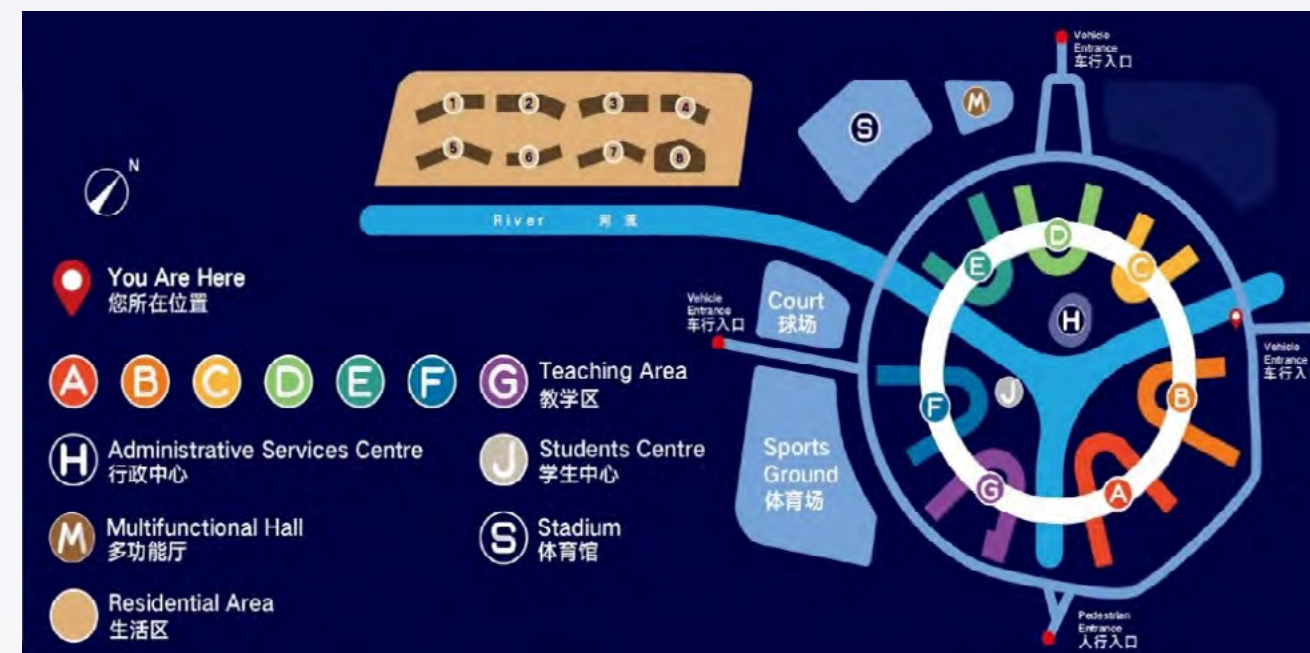 Vehicle
Entrance
车行入口
1
2
3
4
S
M
5
6
7
8
N
River 河流
D
E
C
You Are Here
您所在位置
Vehicle
Entrance
车行入口
Court
球场
H
Vehicle
Entrance
车行入
A B C D E F G
Teaching Area
教学区
J
B
F
H
Administrative Services Centre
行政中心
J
Students Centre
学生中心
Sports
Ground
体育场
G
A
M
Multifunctional Hall
多功能厅
S
Stadium
体育馆
Residential Area
生活区
Pedestrian
Entrance
人行入口